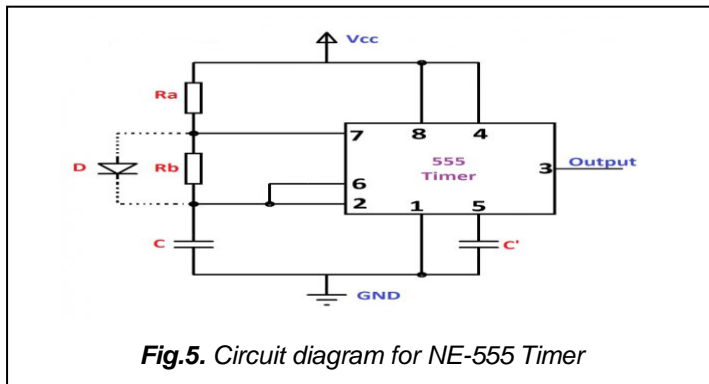 Vcc
Ra
7
8
4
555
Timer
3
Output
D
Rb
6
2
1
5
C
C'
GND
Fig.5. Circuit diagram for NE-555 Timer